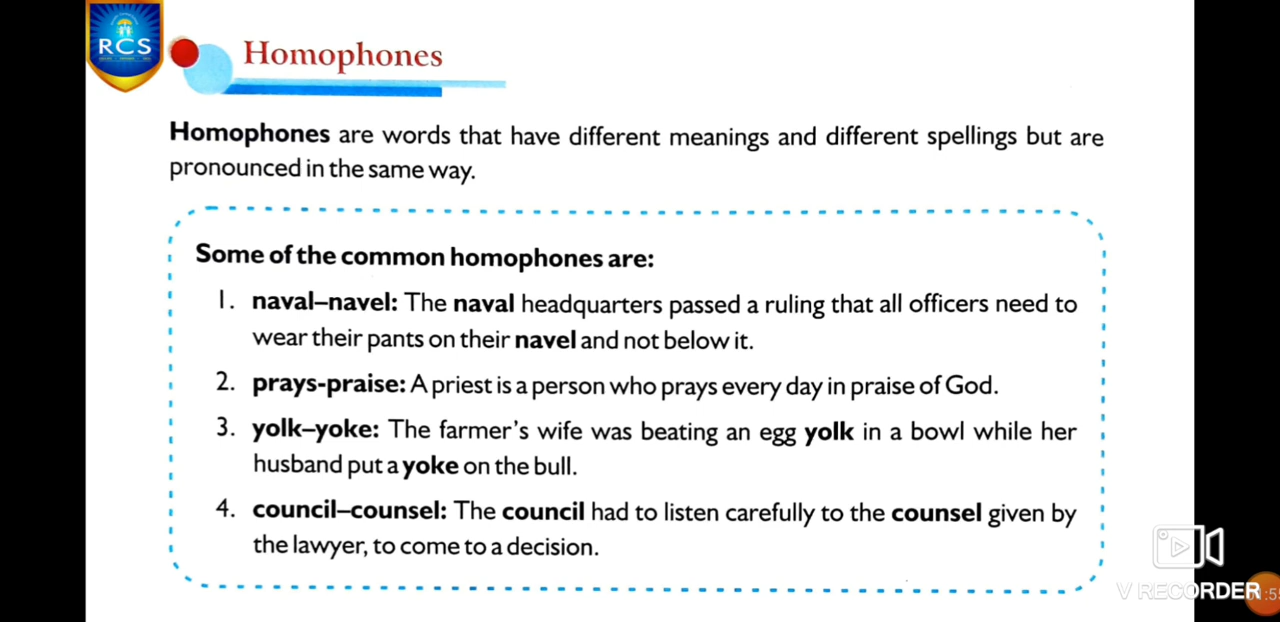 RCS
Homophones
Homophones are words that have different meanings and different spellings but are
pronounced in the same way.
Some of the common homophones are:
1. naval–navel: The naval headquarters passed a ruling that all officers need to
wear their pants on their navel and not below it.
2. prays-praise: A priest is a person who prays every day in praise of God.
3. yolk–yoke: The farmer's wife was beating an egg yolk in a bowl while her
husband put a yoke on the bull.
4. council–counsel: The council had to listen carefully to the counsel given by
the lawyer, to come to a decision.
V RECORDER